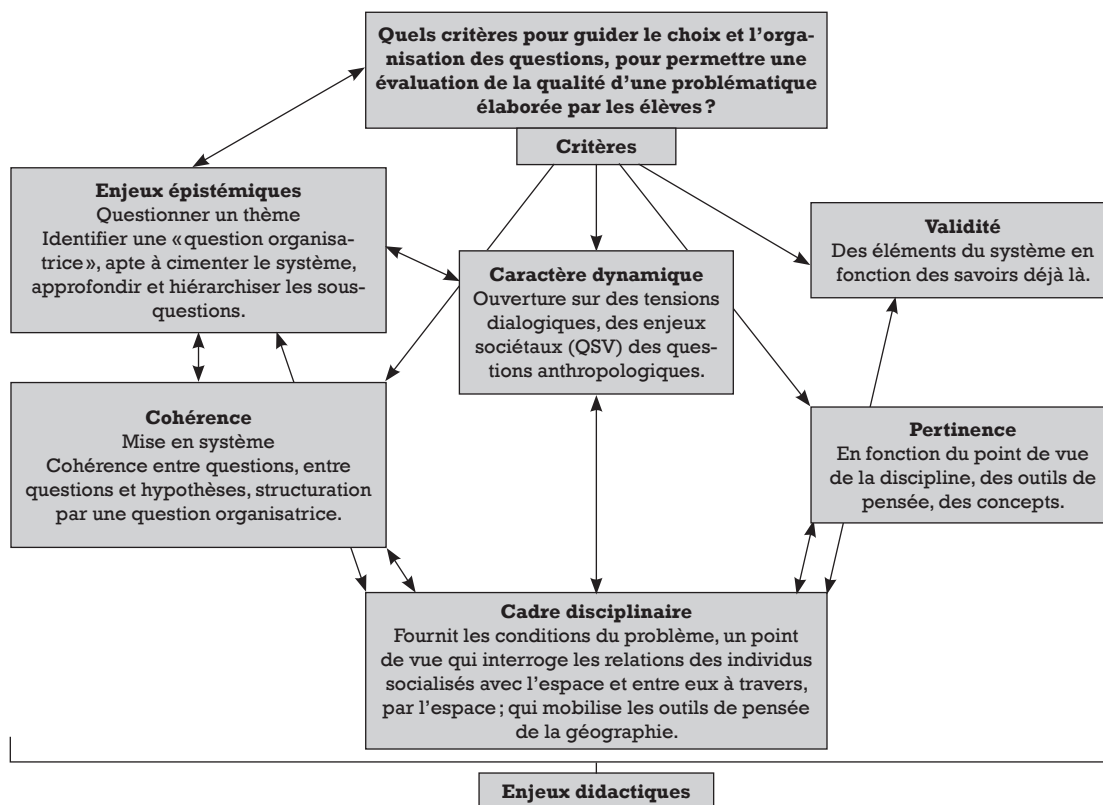 Quels critères pour guider le choix et l'orga-
nisation des questions, pour permettre une
évaluation de la qualité d'une problématique
élaborée par les élèves ?
Critères
Enjeux épistémiques
Questionner un thème
Identifier une « question organisa-
trice », apte à cimenter le système,
approfondir et hiérarchiser les sous-
questions.
Caractère dynamique
Ouverture sur des tensions
dialogiques, des enjeux
sociétaux (QSV) des ques-
tions anthropologiques.
Validité
Des éléments du système en
fonction des savoirs déjà là.
Cohérence
Mise en système
Cohérence entre questions, entre
questions et hypothèses, structuration
par une question organisatrice.
Pertinence
En fonction du point de vue
de la discipline, des outils de
pensée, des concepts.
Cadre disciplinaire
Fournit les conditions du problème, un point
de vue qui interroge les relations des individus
socialisés avec l'espace et entre eux à travers,
par l'espace ; qui mobilise les outils de pensée
de la géographie.
Enjeux didactiques